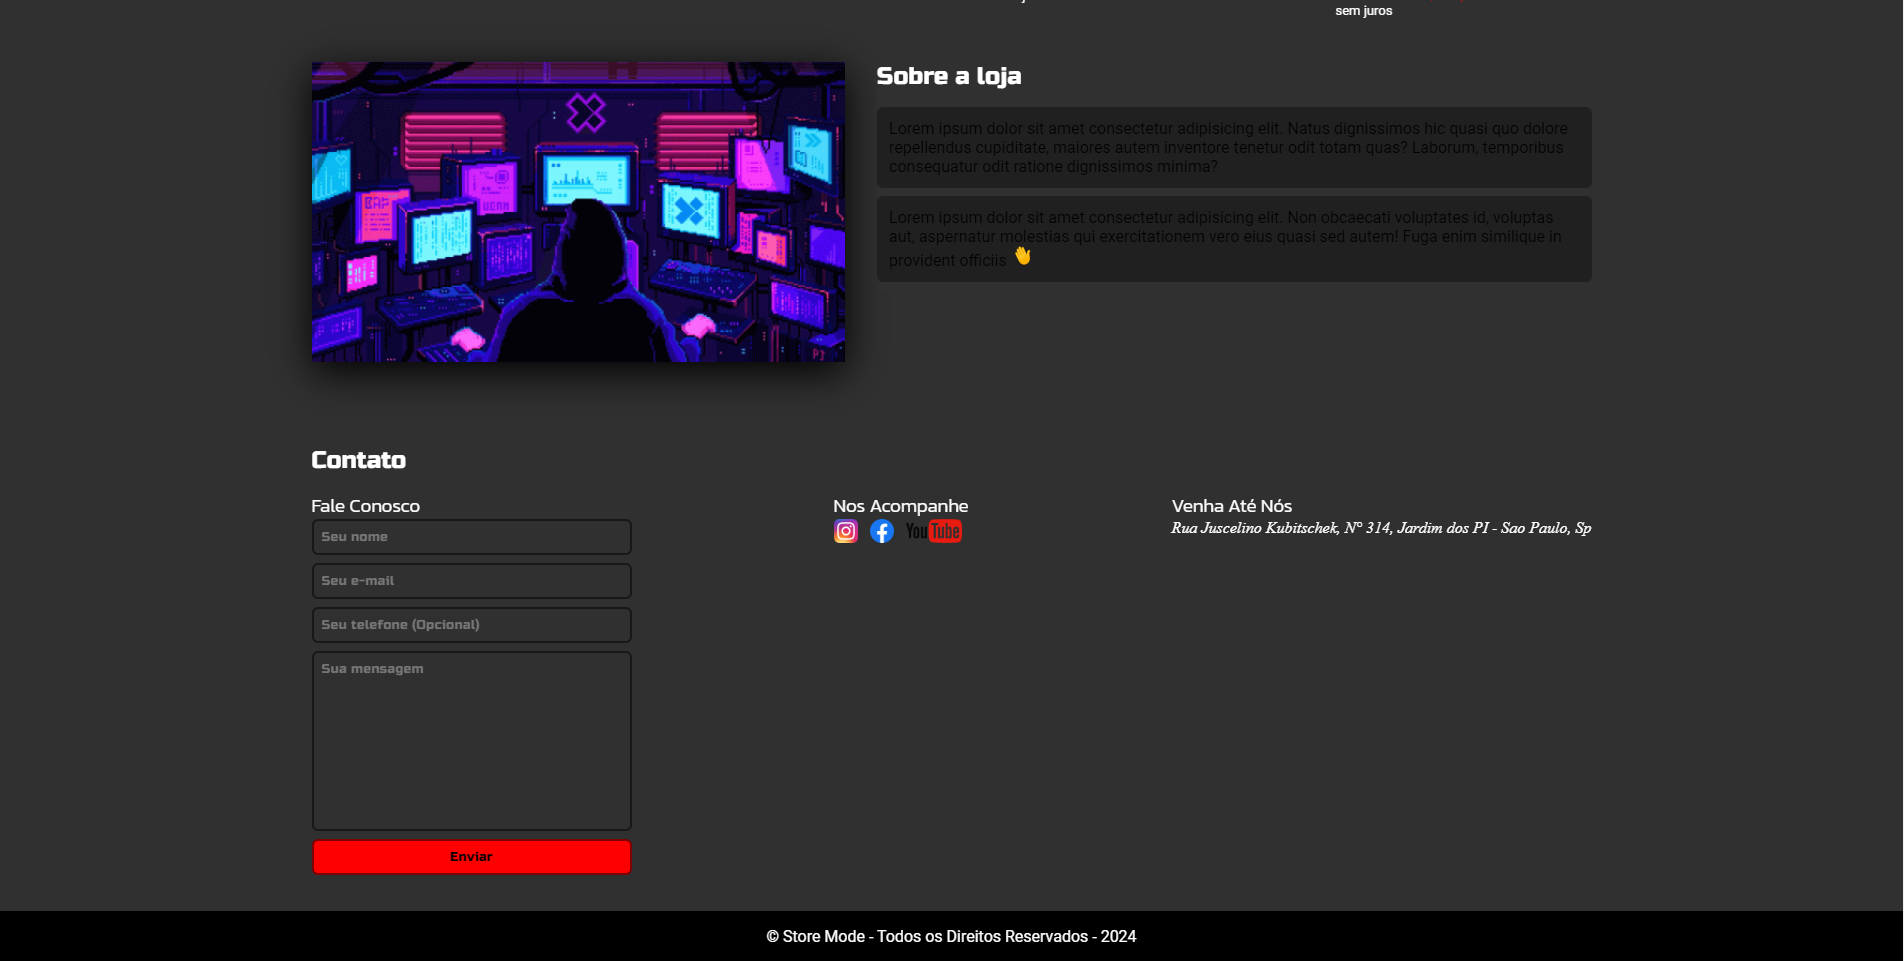 sem juros
Sobre a loja
Lorem ipsum dolor sit amet consectetur adipisicing elit. Natus dignissimos hic quasi quo dolore
repellendus cupiditate, maiores autem inventore tenetur odit totam quas? Laborum, temporibus
consequatur odit ratione dignissimos minima?
Lorem ipsum dolor sit amet consectetur adipisicing elit. Non obcaecati voluptates id, voluptas
aut, aspernatur molestias qui exercitationem vero eius quasi sed autem! Fuga enim similique in
provident officiis 👋
Contato
Fale Conosco
Seu nome
Seu e-mail
Seu telefone (Opcional)
Sua mensagem
Enviar
Nos Acompanhe
YouTube
Venha Até Nós
Rua Juscelino Kubitschek, N° 314, Jardim dos PI - Sao Paulo, Sp
© Store Mode - Todos os Direitos Reservados - 2024